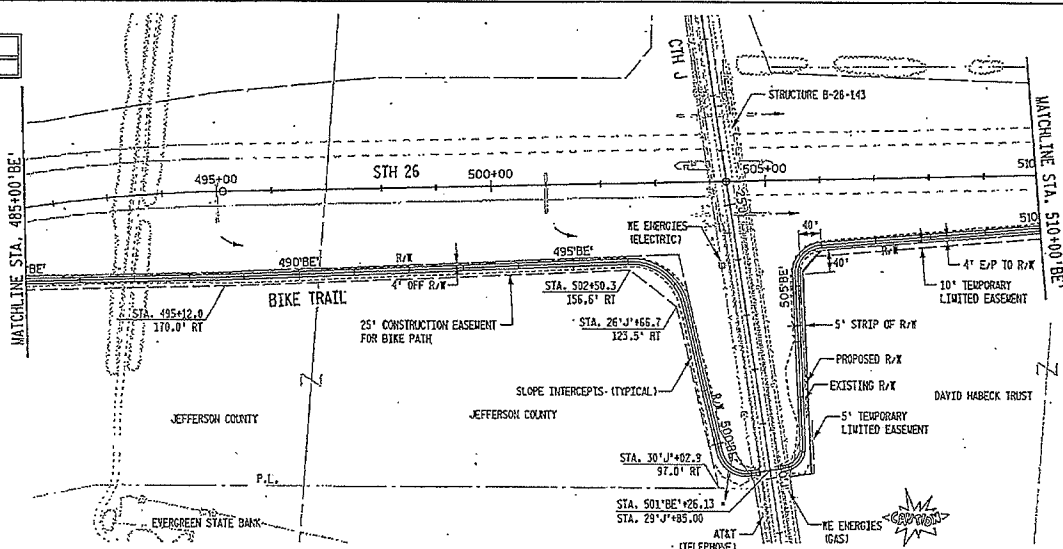 MATCHLINE STA. 485+00'BE'
MATCHLINE STA. 510+00'BE'
CTH J
STRUCTURE B-26-143
495+00
STH 26
500+00
505+00
510
25'J'
WE ENERGIES
(ELECTRIC)
40'
40'
510
R/W
4' E/P TO R/W
10' TEMPORARY
LIMITED EASEMENT
'BE'
490'BE'
R/W
495'BE'
4' OFF R/W
BIKE TRAIL
STA. 495+12.0
170.0' RT
25' CONSTRUCTION EASEMENT
FOR BIKE PATH
STA. 502+50.3
156.6' RT
STA. 26'J'+66.7
123.5' RT
505'BE'
5' STRIP OF R/W
SLOPE INTERCEPTS (TYPICAL)
PROPOSED R/W
EXISTING R/W
DAVID HABECK TRUST
JEFFERSON COUNTY
JEFFERSON COUNTY
R/W
500'BE'
5' TEMPORARY
LIMITED EASEMENT
STA. 30'J'+02.9
97.0' RT
P.L.
STA. 501'BE'+26.13
STA. 29'J'+85.00
EVERGREEN STATE BANK
AT&T
(TELEPHONE)
WE ENERGIES
(GAS)
CAUTION